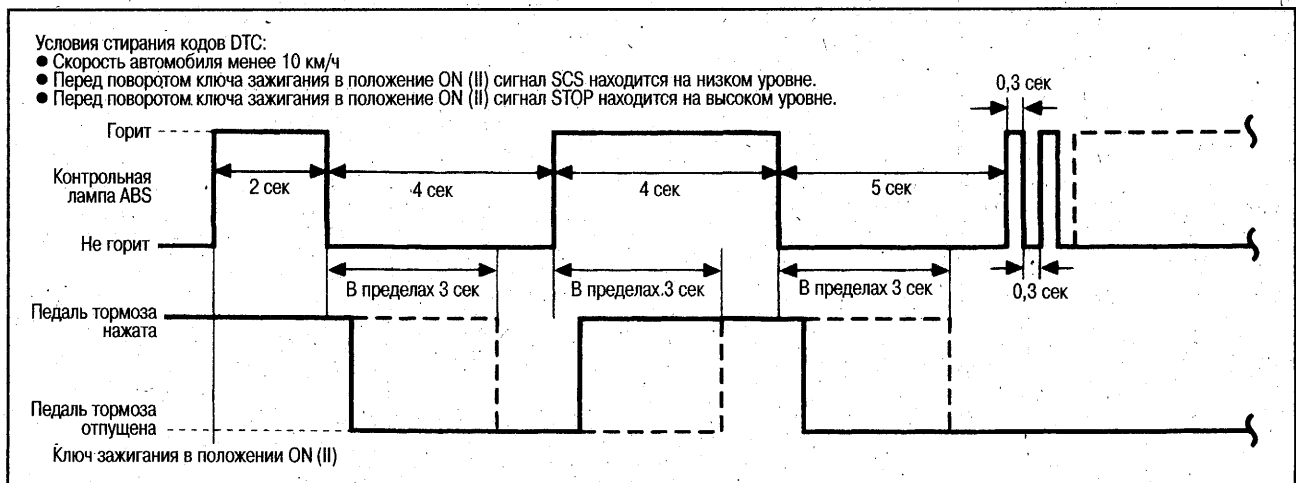 Условия стирания кодов DTC:
● Скорость автомобиля менее 10 км/ч
● Перед поворотом ключа зажигания в положение ON (II) сигнал SCS находится на низком уровне.
● Перед поворотом ключа зажигания в положение ON (II) сигнал STOP находится на высоком уровне.
0,3 сек
Горит
Контрольная
лампа ABS
2 сек
4 сек
4 сек
5 сек
Не горит
В пределах 3 сек
В пределах 3 сек
В пределах 3 сек
0,3 сек
Педаль тормоза
нажата
Педаль тормоза
отпущена
Ключ зажигания в положении ON (II)